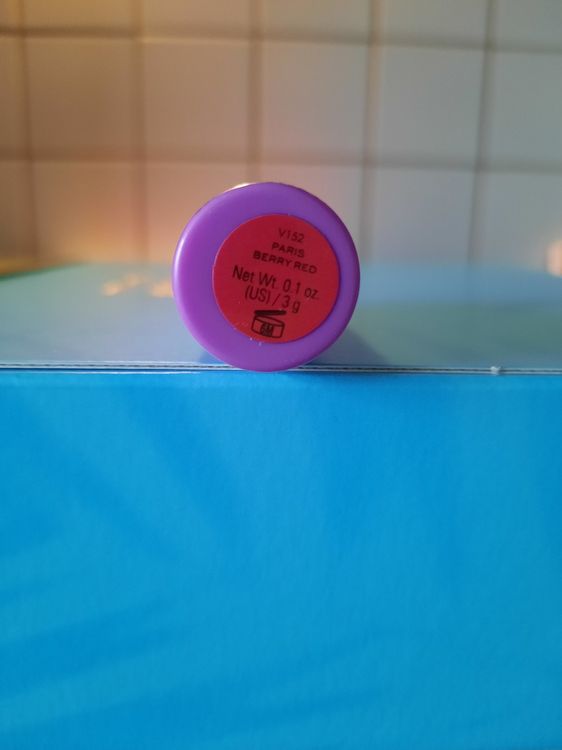 V152
PARIS
BERRY RED
Net Wt. 0.1 oz.
(US) / 3 g
6M